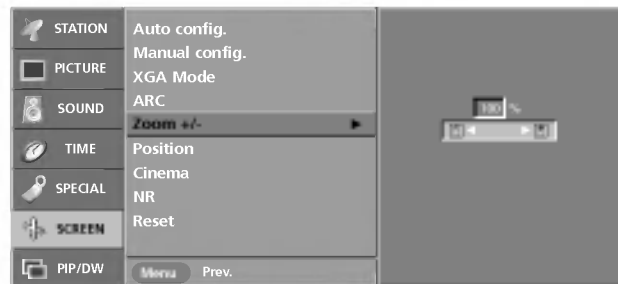 STATION
PICTURE
SOUND
TIME
SPECIAL
SCREEN
PIP/DW
Auto config.
Manual config.
XGA Mode
ARC
Zoom +/-
Position
Cinema
NR
Reset
Menu Prev.
100 %